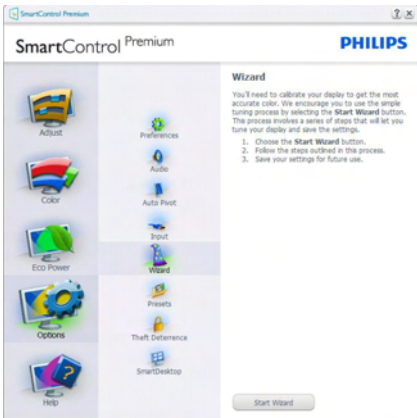 SmartControl Premium
SmartControl Premium
PHILIPS
Adjust
Color
Eco Power
Options
Help
Preferences
Audio
Auto Pivot
Input
Wizard
Presets
Theft Deterrence
SmartDesktop
Wizard
You'll need to calibrate your display to get the most
accurate color. We encourage you to use the simple
tuning process by selecting the Start Wizard button.
This process involves a series of steps that will let you
tune your display and save the settings.
1. Choose the Start Wizard button.
2. Follow the steps outlined in this process.
3. Save your settings for future use.
Start Wizard